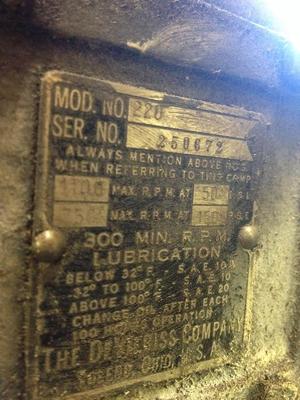 MOD. NO. 220
SER. NO. 250672
ALWAYS MENTION ABOVE NOS.
WHEN REFERRING TO THIS COMP.
MAX. R.P.M. AT 50 P.S.I.
MAX. R.P.M. AT 150 P.S.I.
300 MIN. R.P.M.
LUBRICATION
BELOW 32° F. - S.A.E. 10 W
32° TO 100° F. - S.A.E. 10
ABOVE 100° F. - S.A.E. 20
CHANGE OIL AFTER EACH
100 HOURS OPERATION
THE DEVILBISS COMPANY
TOLEDO, OHIO, U.S.A.